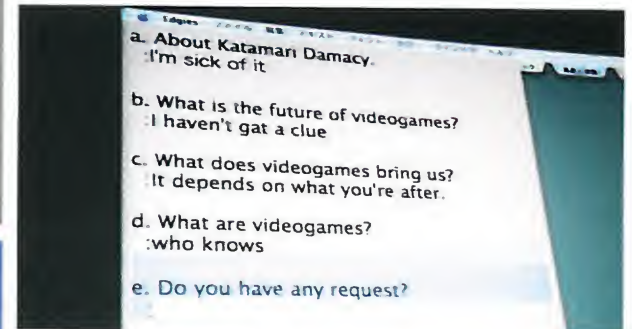 Edgies
a. About Katamari Damacy.
:I'm sick of it
b. What is the future of videogames?
:I haven't gat a clue
c. What does videogames bring us?
:It depends on what you're after.
d. What are videogames?
:who knows
e. Do you have any request?
: